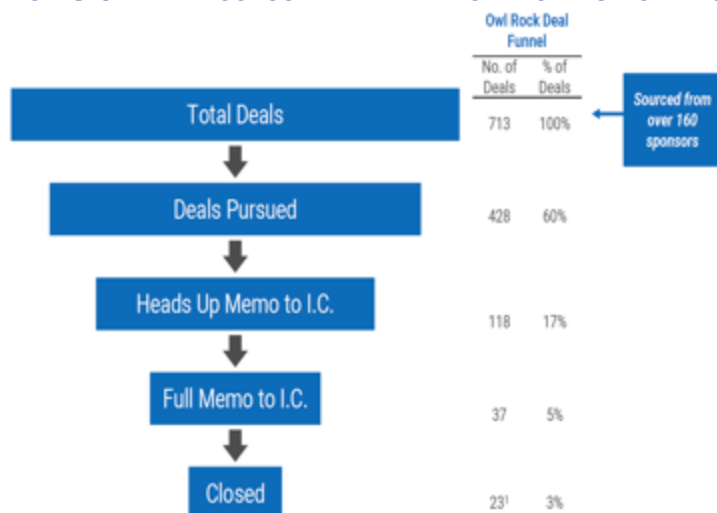 Owl Rock Deal
Funnel
No. of % of
Deals Deals
Total Deals 713 100%
Sourced from
over 160
sponsors
Deals Pursued 428 60%
Heads Up Memo to I.C. 118 17%
Full Memo to I.C. 37 5%
Closed 23¹ 3%